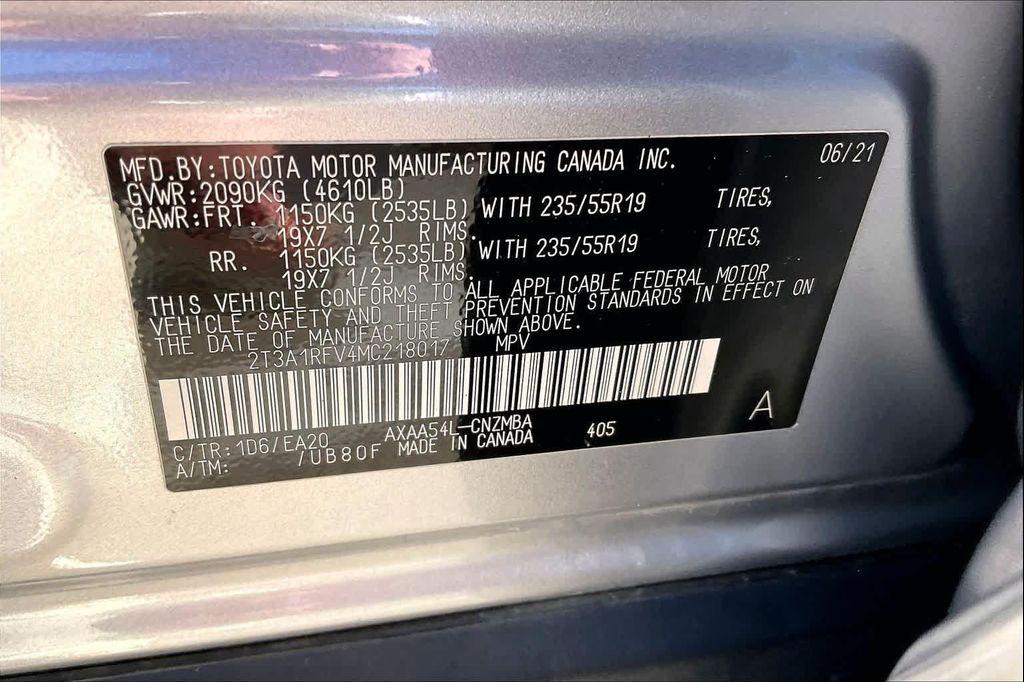 MFD.BY:TOYOTA MOTOR MANUFACTURING CANADA INC. 06/21
GVWR:2090KG (4610LB)
GAWR:FRT. 1150KG (2535LB) WITH 235/55R19 TIRES,
19X7 1/2J RIMS.
RR. 1150KG (2535LB) WITH 235/55R19 TIRES,
19X7 1/2J RIMS.
THIS VEHICLE CONFORMS TO ALL APPLICABLE FEDERAL MOTOR
VEHICLE SAFETY AND THEFT PREVENTION STANDARDS IN EFFECT ON
THE DATE OF MANUFACTURE SHOWN ABOVE.
2T3A1RFV4MC218017 MPV
A
C/TR:1D6/EA20 AXAA54L-CNZMBA 405
A/TM: /UB80F MADE IN CANADA